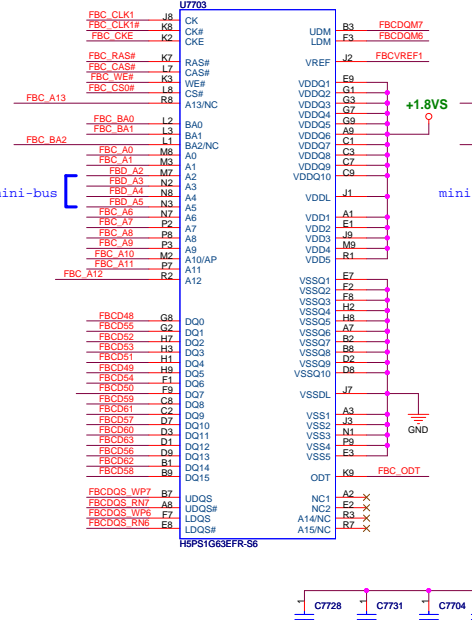 U7703
FBC_CLK1 J8 CK
FBC_CLK1# K8 CK#
FBC_CKE K2 CKE
FBC_RAS# K7 RAS#
FBC_CAS# L7 CAS#
FBC_WE# K3 WE#
FBC_CS0# L8 CS#
FBC_A13 R8 A13/NC
FBC_BA0 L2 BA0
FBC_BA1 L3 BA1
FBC_BA2 L1 BA2/NC
FBC_A0 M8 A0
FBC_A1 M3 A1
FBD_A2 M7 A2
FBD_A3 N2 A3
FBD_A4 N8 A4
FBD_A5 N3 A5
FBC_A6 N7 A6
FBC_A7 P2 A7
FBC_A8 P8 A8
FBC_A9 P3 A9
FBC_A10 M2 A10/AP
FBC_A11 P7 A11
FBC_A12 R2 A12
ini-bus
FBCD48 G8 DQ0
FBCD55 G2 DQ1
FBCD52 H7 DQ2
FBCD53 H3 DQ3
FBCD51 H1 DQ4
FBCD49 H9 DQ5
FBCD54 F1 DQ6
FBCD50 F9 DQ7
FBCD59 C8 DQ8
FBCD61 C2 DQ9
FBCD57 D7 DQ10
FBCD60 D3 DQ11
FBCD63 D1 DQ12
FBCD56 D9 DQ13
FBCD62 B1 DQ14
FBCD58 B9 DQ15
FBCDQS_WP7 B7 UDQS
FBCDQS_RN7 A8 UDQS#
FBCDQS_WP6 F7 LDQS
FBCDQS_RN6 E8 LDQS#
UDM B3 FBCDQM7
LDM F3 FBCDQM6
VREF J2 FBCVREF1
VDDQ1 E9
VDDQ2 G1
VDDQ3 G3
VDDQ4 G7
VDDQ5 G9
VDDQ6 A9
VDDQ7 C1
VDDQ8 C3
VDDQ9 C7
VDDQ10 C9
+1.8VS
VDDL J1
VDD1 A1
VDD2 E1
VDD3 J9
VDD4 M9
VDD5 R1
mini
VSSQ1 E7
VSSQ2 F2
VSSQ3 F8
VSSQ4 H2
VSSQ5 H8
VSSQ6 A7
VSSQ7 B2
VSSQ8 B8
VSSQ9 D2
VSSQ10 D8
VSSDL J7
GND
VSS1 A3
VSS2 J3
VSS3 N1
VSS4 P9
VSS5 E3
ODT K9 FBC_ODT
NC1 A2
NC2 E2
A14/NC R3
A15/NC R7
H5PS1G63EFR-S6
1 C7728
1 C7731
1 C7704